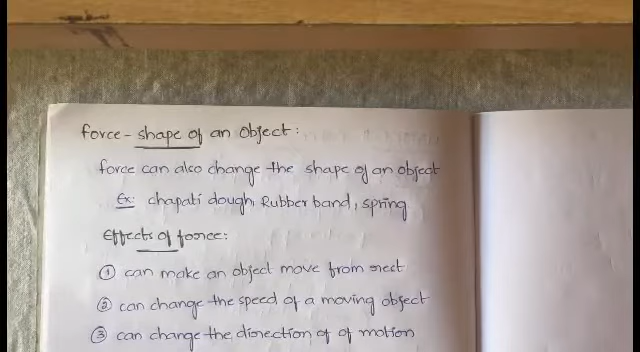 force - shape of an object:
force can also change the shape of an object
Ex: chapati dough, Rubber band, spring
Effects of force:
① can make an object move from rest
② can change the speed of a moving object
③ can change the direction of of motion